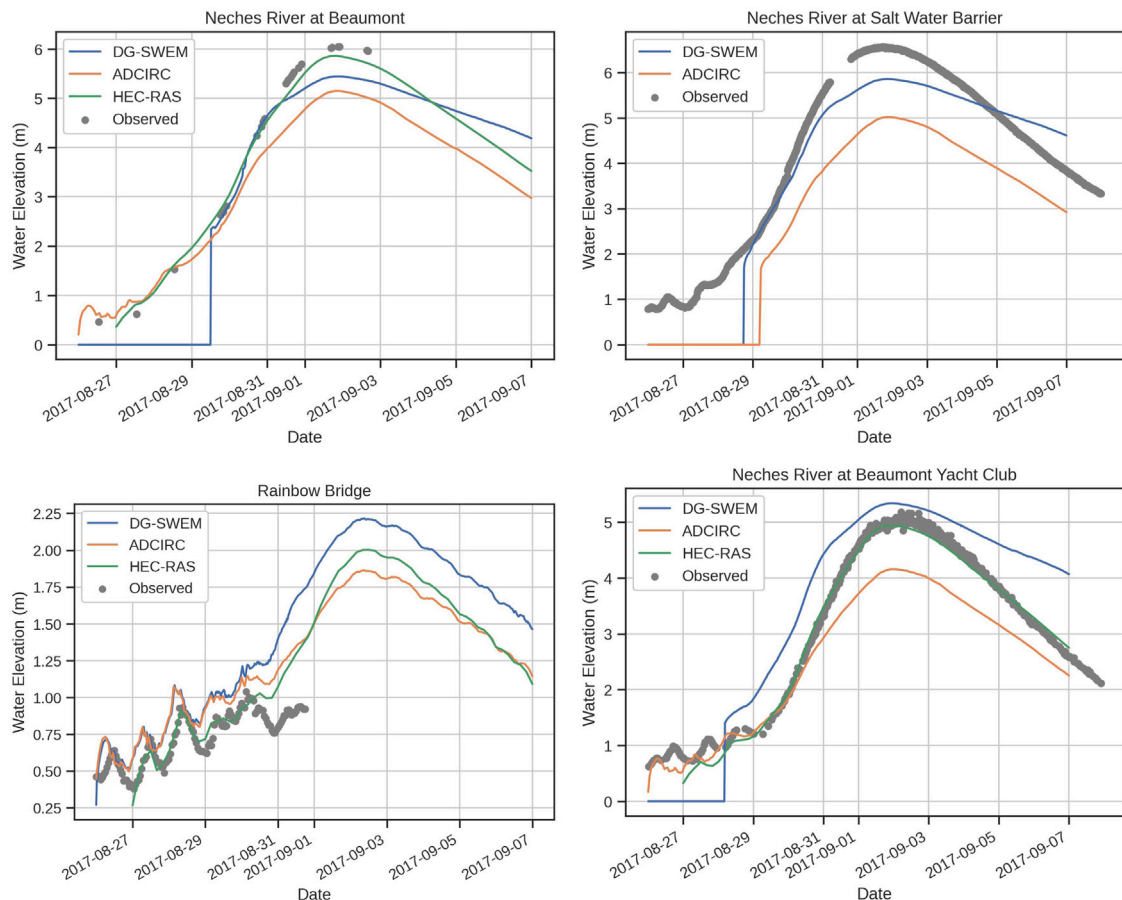 Neches River at Beaumont
DG-SWEM
ADCIRC
HEC-RAS
Observed
Water Elevation (m)
6
5
4
3
2
1
0
2017-08-27
2017-08-29
2017-08-31
2017-09-01
2017-09-03
2017-09-05
2017-09-07
Date
Neches River at Salt Water Barrier
DG-SWEM
ADCIRC
Observed
Water Elevation (m)
6
5
4
3
2
1
0
2017-08-27
2017-08-29
2017-08-31
2017-09-01
2017-09-03
2017-09-05
2017-09-07
Date
Rainbow Bridge
DG-SWEM
ADCIRC
HEC-RAS
Observed
Water Elevation (m)
2.25
2.00
1.75
1.50
1.25
1.00
0.75
0.50
0.25
2017-08-27
2017-08-29
2017-08-31
2017-09-01
2017-09-03
2017-09-05
2017-09-07
Date
Neches River at Beaumont Yacht Club
DG-SWEM
ADCIRC
HEC-RAS
Observed
Water Elevation (m)
5
4
3
2
1
0
2017-08-27
2017-08-29
2017-08-31
2017-09-01
2017-09-03
2017-09-05
2017-09-07
Date